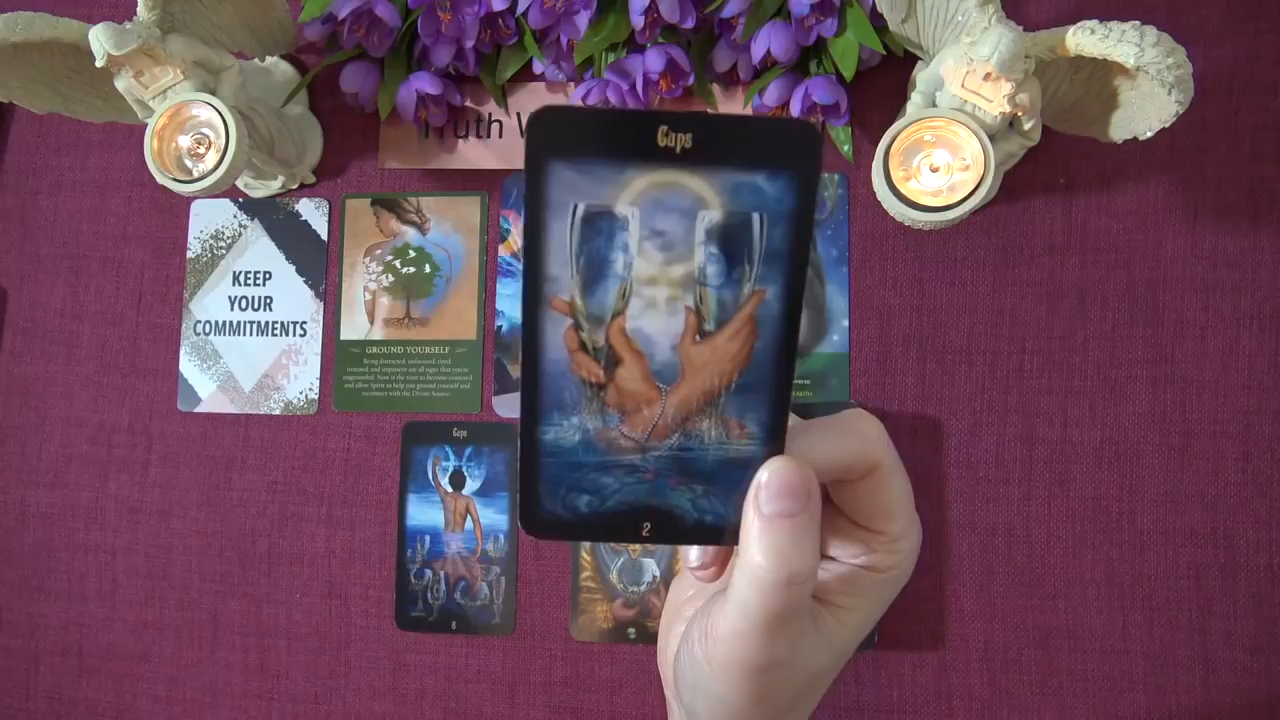 Truth
Cups
KEEP
YOUR
COMMITMENTS
GROUND YOURSELF
Being distracted, unfocused, tired,
irritated, and impatient are all signs that you're
ungrounded. Now is the time to become centered
and allow Spirit to help you ground yourself and
reconnect with the Divine Source.
FAITH
2
Cups
8